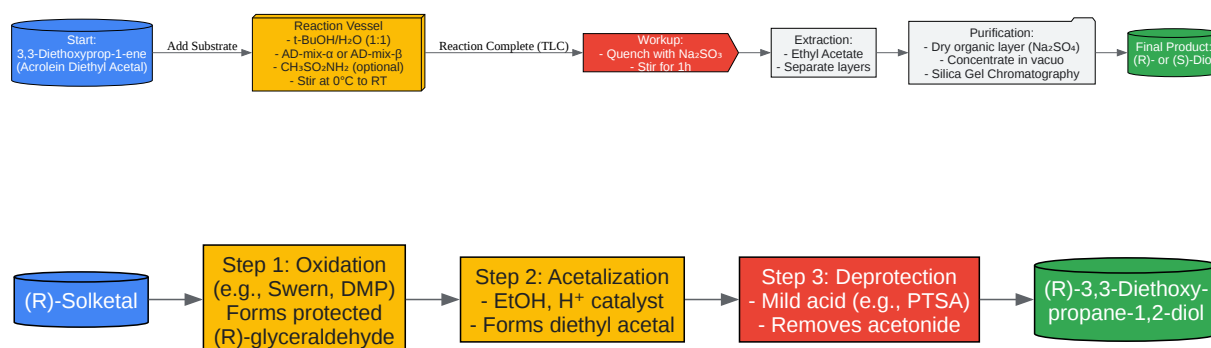 Start:
3,3-Diethoxyprop-1-ene
(Acrolein Diethyl Acetal)
Add Substrate
Reaction Vessel
- t-BuOH/H₂O (1:1)
- AD-mix-α or AD-mix-β
- CH₃SO₂NH₂ (optional)
- Stir at 0°C to RT
Reaction Complete (TLC)
Workup:
- Quench with Na₂SO₃
- Stir for 1h
Extraction:
- Ethyl Acetate
- Separate layers
Purification:
- Dry organic layer (Na₂SO₄)
- Concentrate in vacuo
- Silica Gel Chromatography
Final Product:
(R)- or (S)-Diol
(R)-Solketal
Step 1: Oxidation
(e.g., Swern, DMP)
Forms protected
(R)-glyceraldehyde
Step 2: Acetalization
- EtOH, H⁺ catalyst
- Forms diethyl acetal
Step 3: Deprotection
- Mild acid (e.g., PTSA)
- Removes acetonide
(R)-3,3-Diethoxy-
propane-1,2-diol